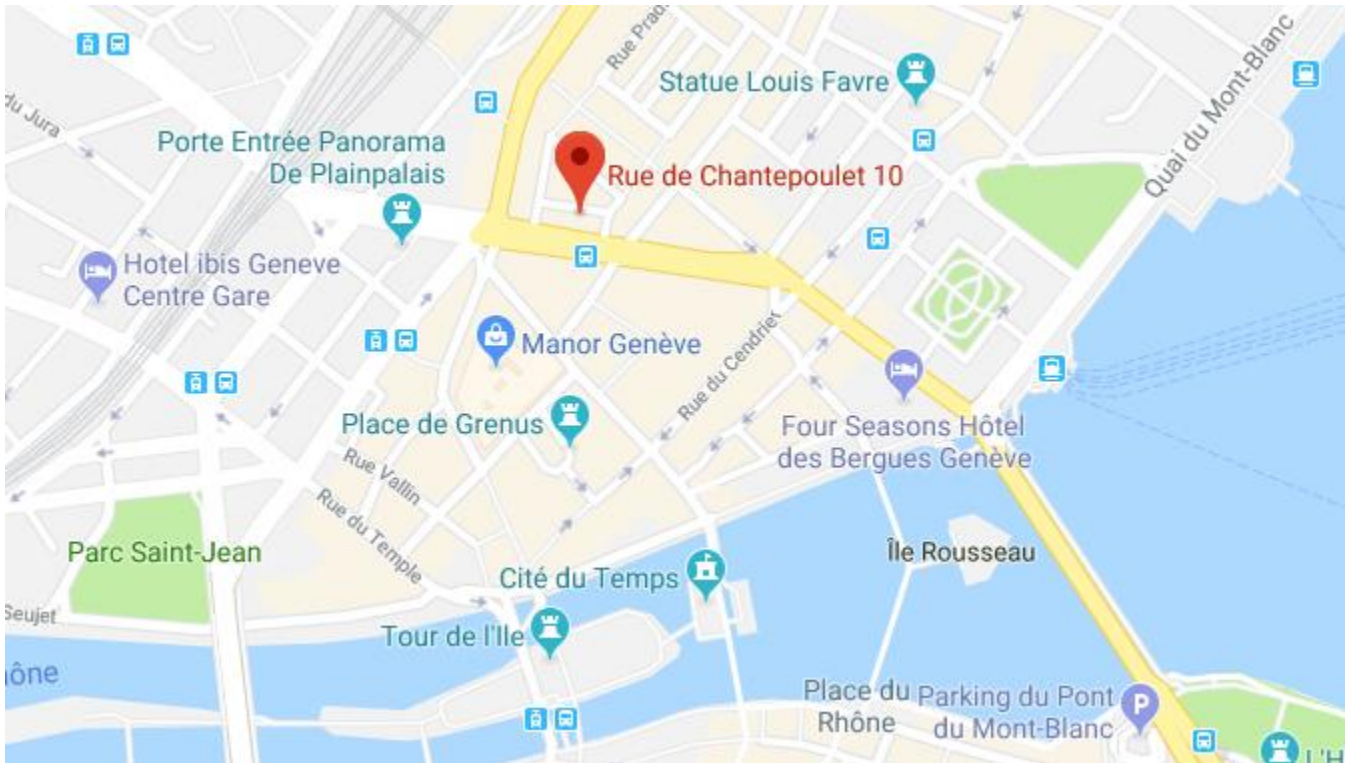 Rue Prad
Statue Louis Favre
Quai du Mont-Blanc
du Jura
Porte Entrée Panorama
De Plainpalais
Rue de Chantepoulet 10
Hotel ibis Geneve
Centre Gare
Manor Genève
Rue du Cendrier
Place de Grenus
Four Seasons Hôtel
des Bergues Genève
Rue Vallin
Rue du Temple
Parc Saint-Jean
Île Rousseau
Cité du Temps
Seujet
Tour de l'Ile
ône
Place du
Rhône
Parking du Pont
du Mont-Blanc
P
L'H